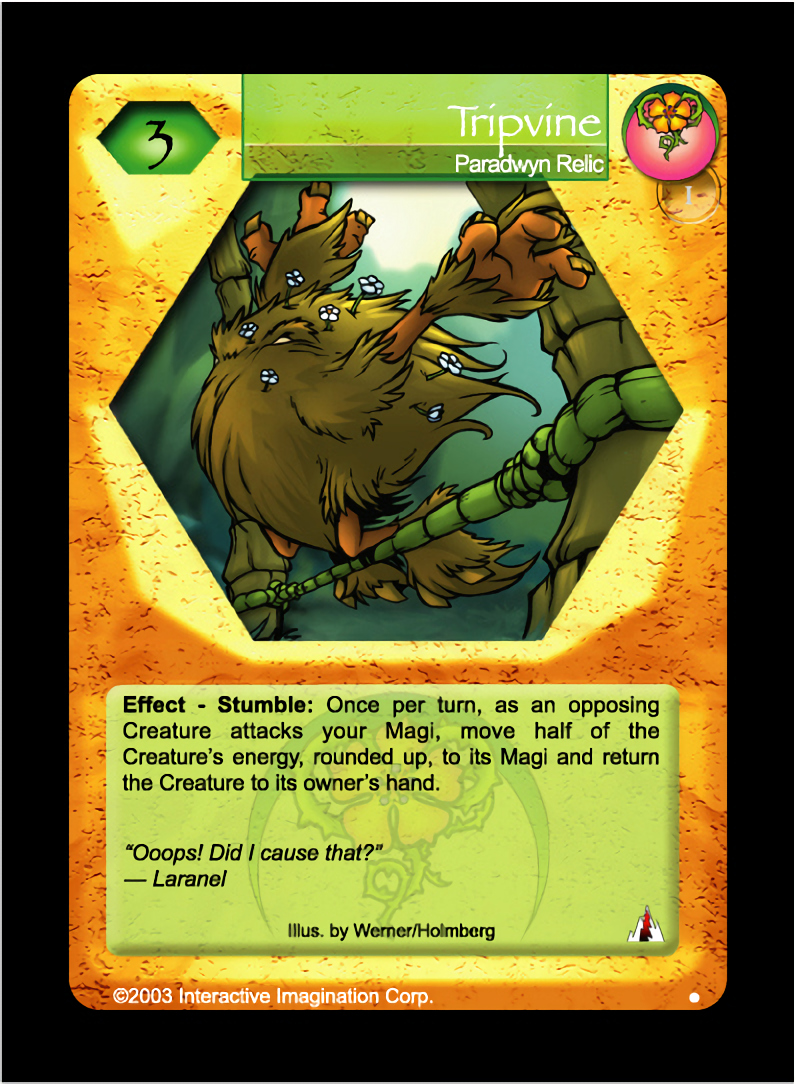 3
Tripvine
Paradwyn Relic
I
Effect - Stumble: Once per turn, as an opposing
Creature attacks your Magi, move half of the
Creature's energy, rounded up, to its Magi and return
the Creature to its owner's hand.
“Ooops! Did I cause that?”
— Laranel
Illus. by Werner/Holmberg
©2003 Interactive Imagination Corp.